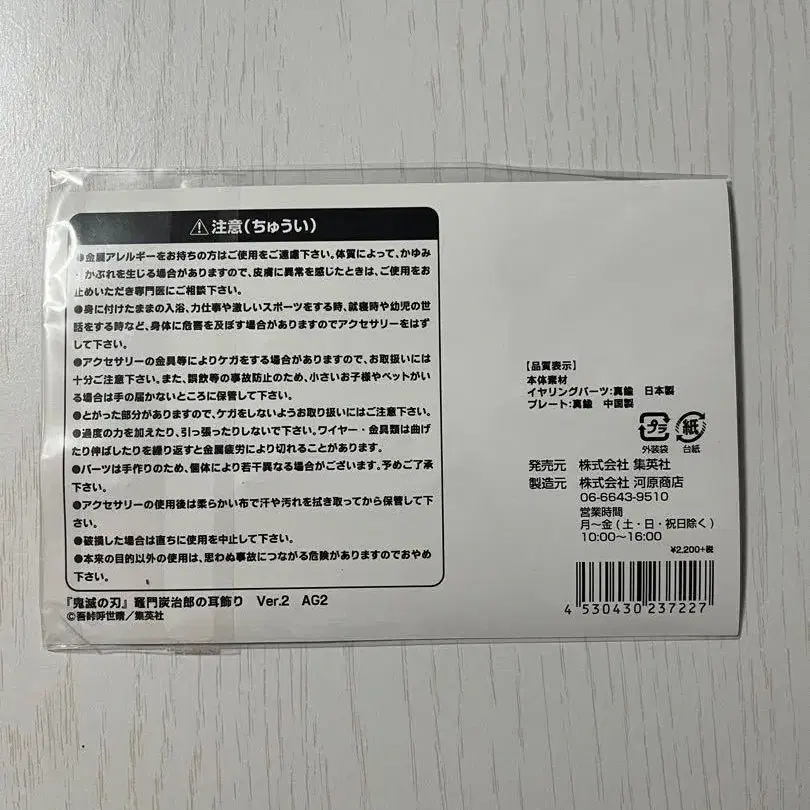 ⚠注意(ちゅうい)
●金属アレルギーをお持ちの方はご使用をご遠慮下さい。体質によって、かゆみ
・かぶれを生じる場合がありますので、皮膚に異常を感じたときは、ご使用をお
止めいただき専門医にご相談下さい。
●身に付けたままの入浴、力仕事や激しいスポーツをする時、就寝時や幼児の世
話をする時など、身体に危害を及ぼす場合がありますのでアクセサリーをはず
して下さい。
●アクセサリーの金具等によりケガをする場合がありますので、お取扱いには
十分ご注意下さい。また、誤飲等の事故防止のため、小さいお子様やペットがい
る場合は手の届かないところに保管して下さい。
●とがった部分がありますので、ケガをしないようお取り扱いにはご注意下さい。
●過度の力を加えたり、引っ張ったりしないで下さい。ワイヤー・金具類は曲げ
たり伸ばしたりを繰り返すと金属疲労により切れることがあります。
●パーツは手作りのため、個体により若干異なる場合がございます。予めご了承
下さい。
●アクセサリーの使用後は柔らかい布で汗や汚れを拭き取ってから保管して下
さい。
●破損した場合は直ちに使用を中止して下さい。
●本来の目的以外の使用は、思わぬ事故につながる危険がありますのでおやめ
下さい。
『鬼滅の刃』竈門炭治郎の耳飾り Ver.2 AG2
©吾峠呼世晴/集英社
【品質表示】
本体素材
イヤリングパーツ:真鍮 日本製
プレート:真鍮 中国製
プラ 紙
外装袋 台紙
発売元 株式会社 集英社
製造元 株式会社 河原商店
06-6643-9510
営業時間
月〜金(土・日・祝日除く)
10:00〜16:00
¥2,200+税
4 530430 237227